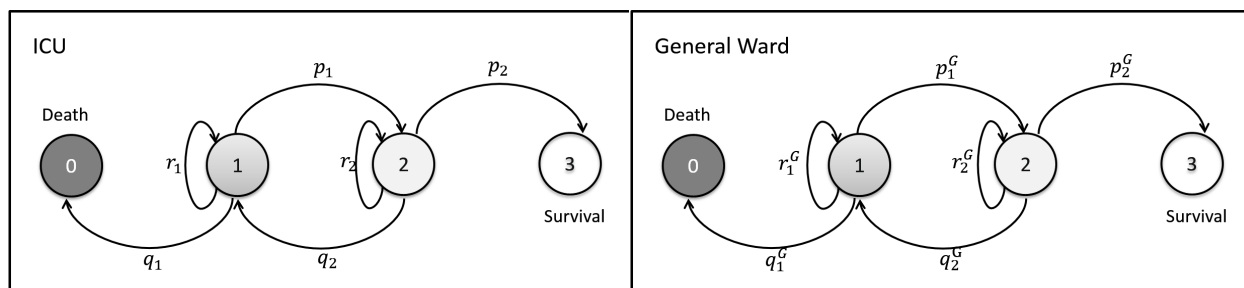 ICU
p₁
p₂
Death
0
r₁
1
r₂
2
3
Survival
q₁
q₂
General Ward
p₁ᴳ
p₂ᴳ
Death
0
r₁ᴳ
1
r₂ᴳ
2
3
Survival
q₁ᴳ
q₂ᴳ